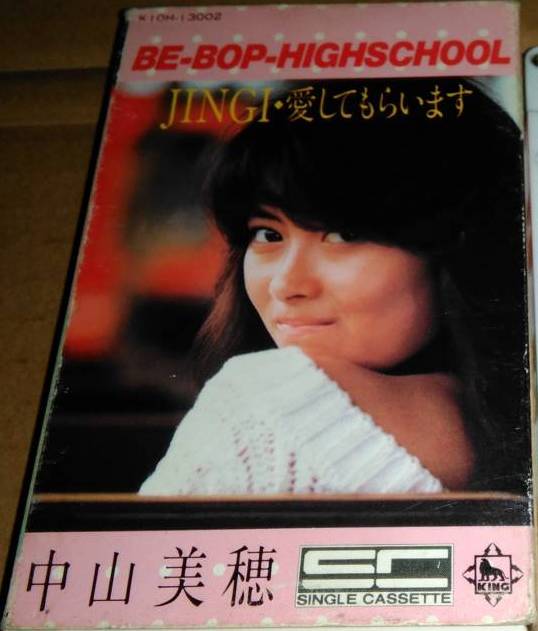 K10H-13002
BE-BOP-HIGHSCHOOL
JINGI・愛してもらいます
中山美穂
SC
SINGLE CASSETTE
KING